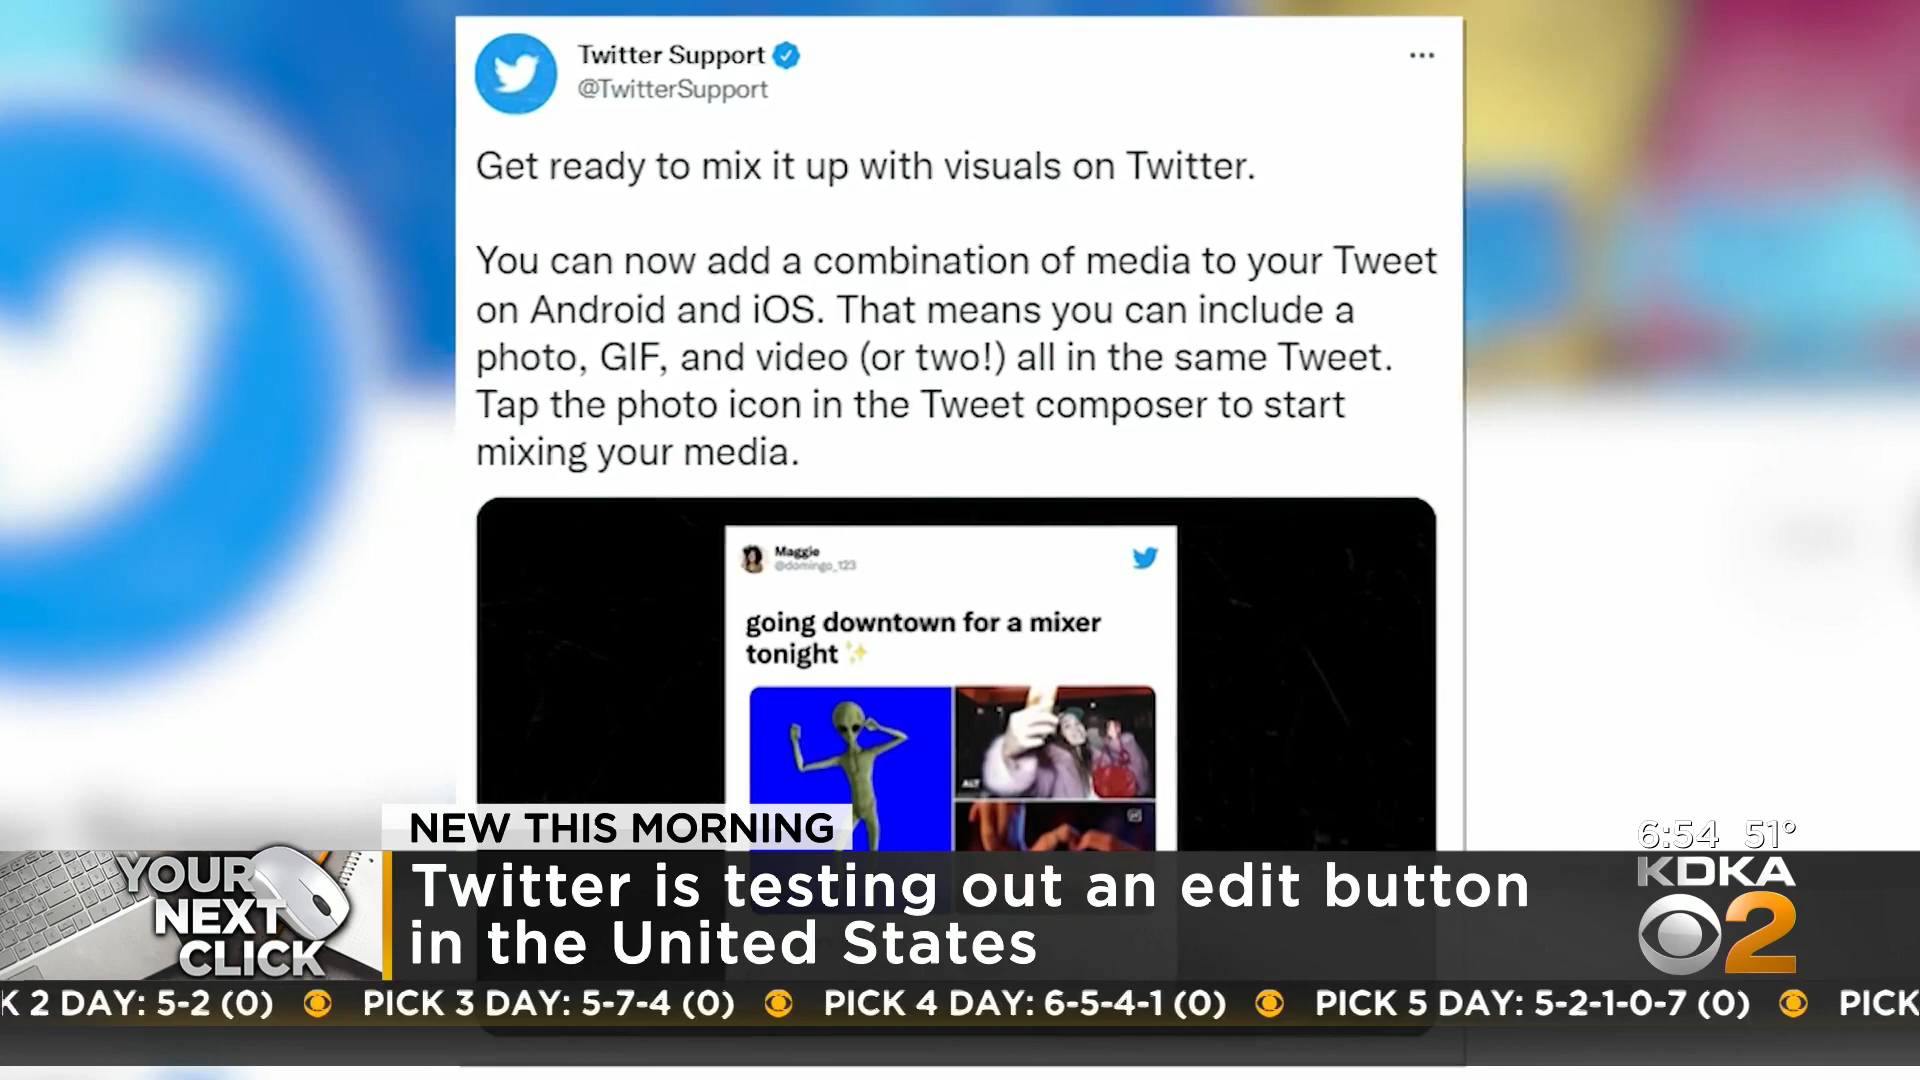 Twitter Support
@TwitterSupport
Get ready to mix it up with visuals on Twitter.
You can now add a combination of media to your Tweet
on Android and iOS. That means you can include a
photo, GIF, and video (or two!) all in the same Tweet.
Tap the photo icon in the Tweet composer to start
mixing your media.
Maggie
@domingo_123
going downtown for a mixer
tonight ✨
ALT
NEW THIS MORNING
Twitter is testing out an edit button
in the United States
YOUR
NEXT
CLICK
6:54 51°
KDKA
2
K 2 DAY: 5-2 (0) PICK 3 DAY: 5-7-4 (0) PICK 4 DAY: 6-5-4-1 (0) PICK 5 DAY: 5-2-1-0-7 (0) PICK